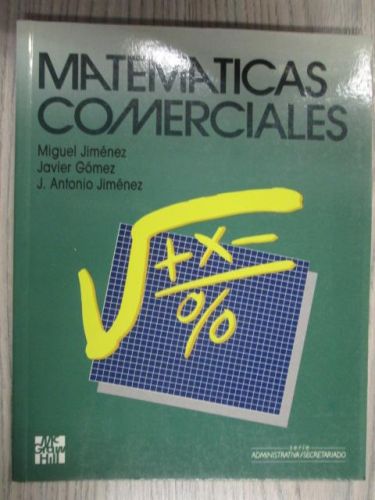 MATEMATICAS
COMERCIALES
Miguel Jiménez
Javier Gómez
J. Antonio Jiménez
+ x -
%
Mc
Graw
Hill
serie
ADMINISTRATIVA/SECRETARIADO